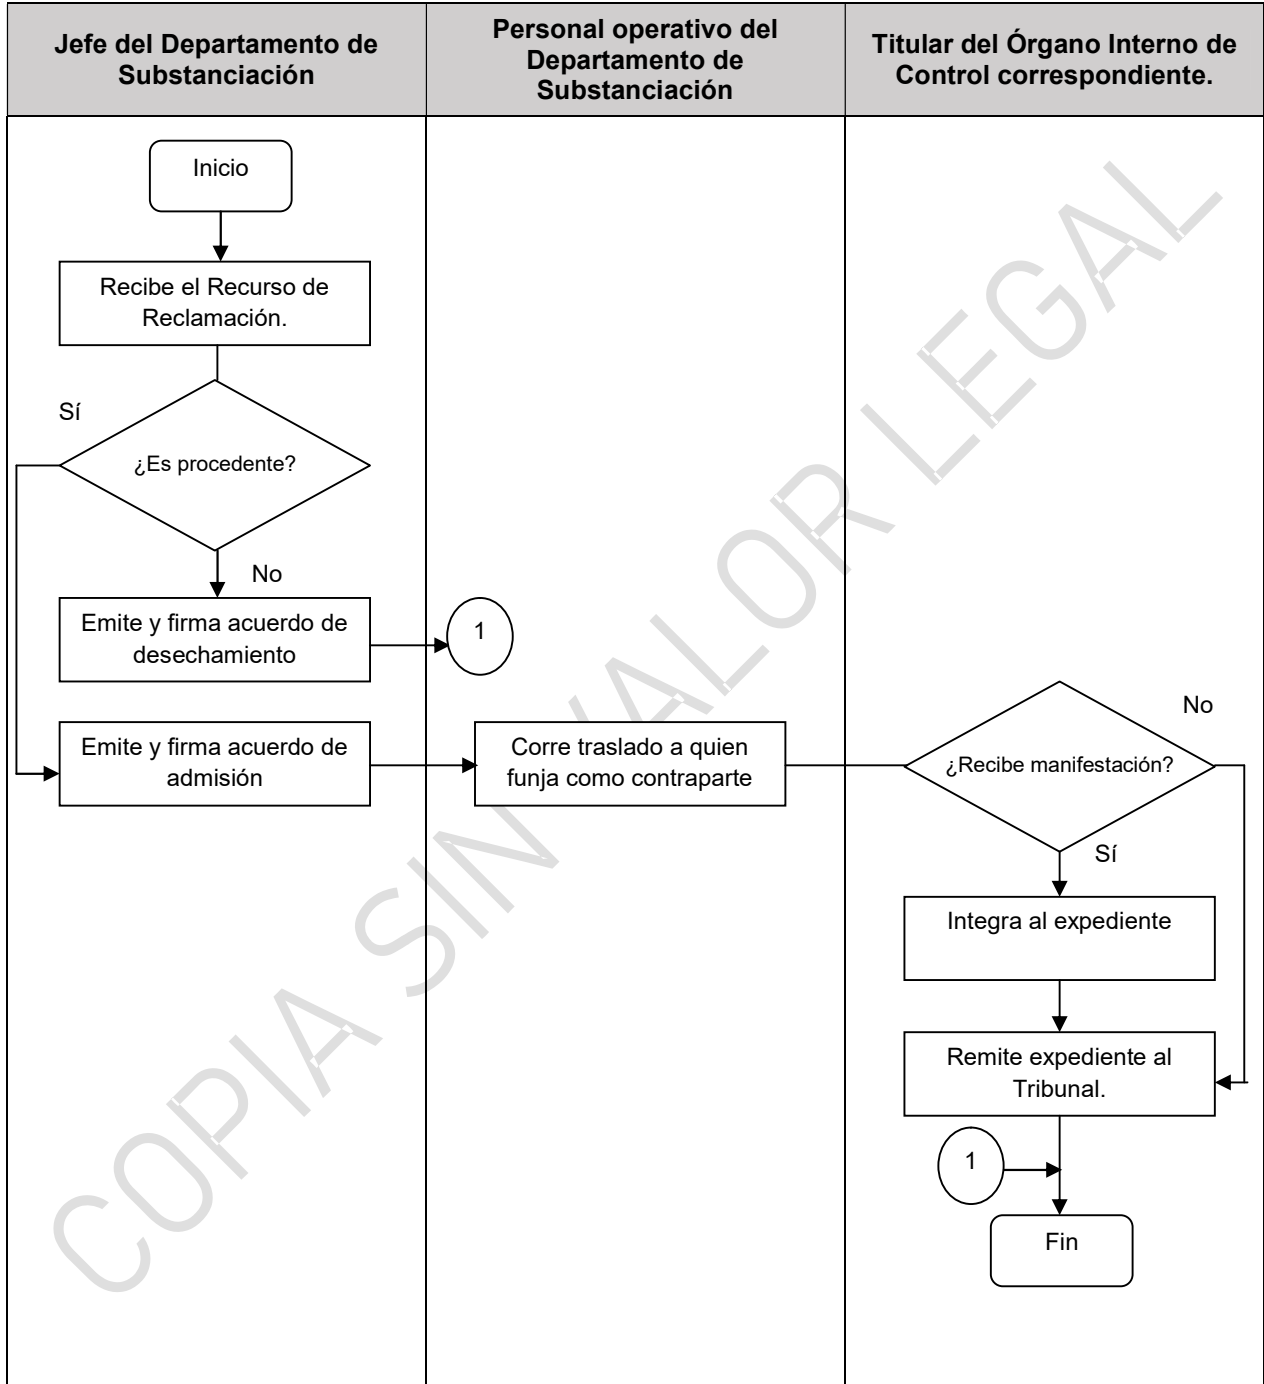 Jefe del Departamento de
Substanciación
Personal operativo del
Departamento de
Substanciación
Titular del Órgano Interno de
Control correspondiente.
Inicio
Recibe el Recurso de
Reclamación.
Sí
¿Es procedente?
No
Emite y firma acuerdo de
desechamiento
1
Emite y firma acuerdo de
admisión
Corre traslado a quien
funja como contraparte
No
¿Recibe manifestación?
Sí
Integra al expediente
Remite expediente al
Tribunal.
1
Fin
COPIA SIN VALOR LEGAL